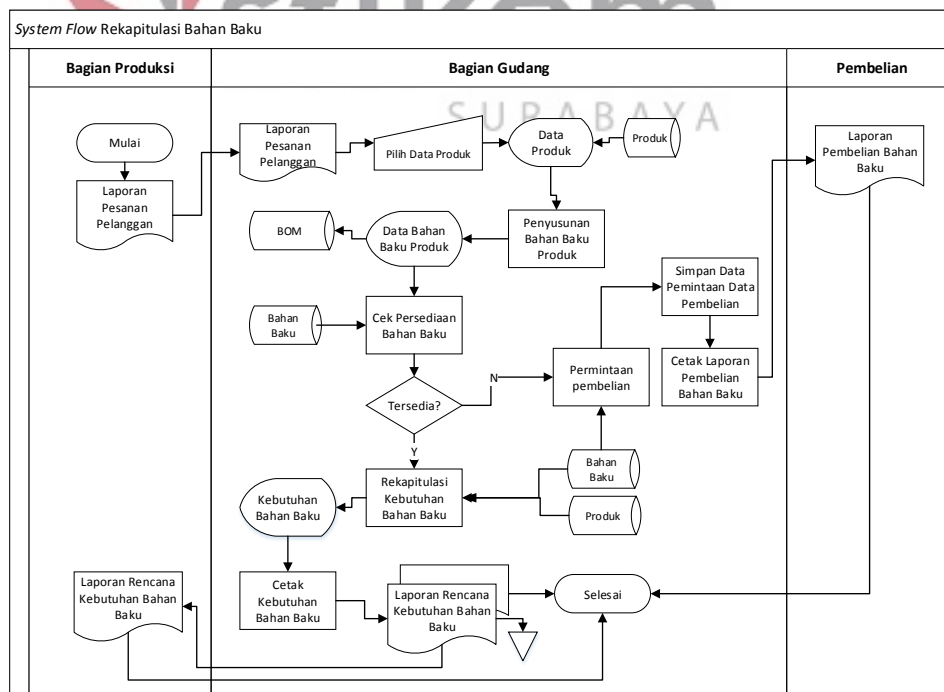 SURABAYA
System Flow Rekapitulasi Bahan Baku
Bagian Produksi
Bagian Gudang
Pembelian
Mulai
Laporan
Pesanan
Pelanggan
Laporan
Pesanan
Pelanggan
Pilih Data Produk
Data
Produk
Produk
Laporan
Pembelian Bahan
Baku
BOM
Data Bahan
Baku Produk
Penyusunan
Bahan Baku
Produk
Simpan Data
Pemintaan Data
Pembelian
Bahan
Baku
Cek Persediaan
Bahan Baku
Permintaan
pembelian
Cetak Laporan
Pembelian
Bahan Baku
Tersedia?
N
Y
Rekapitulasi
Kebutuhan
Bahan Baku
Bahan
Baku
Produk
Kebutuhan
Bahan Baku
Cetak
Kebutuhan
Bahan Baku
Laporan Rencana
Kebutuhan Bahan
Baku
Selesai
Laporan Rencana
Kebutuhan Bahan
Baku